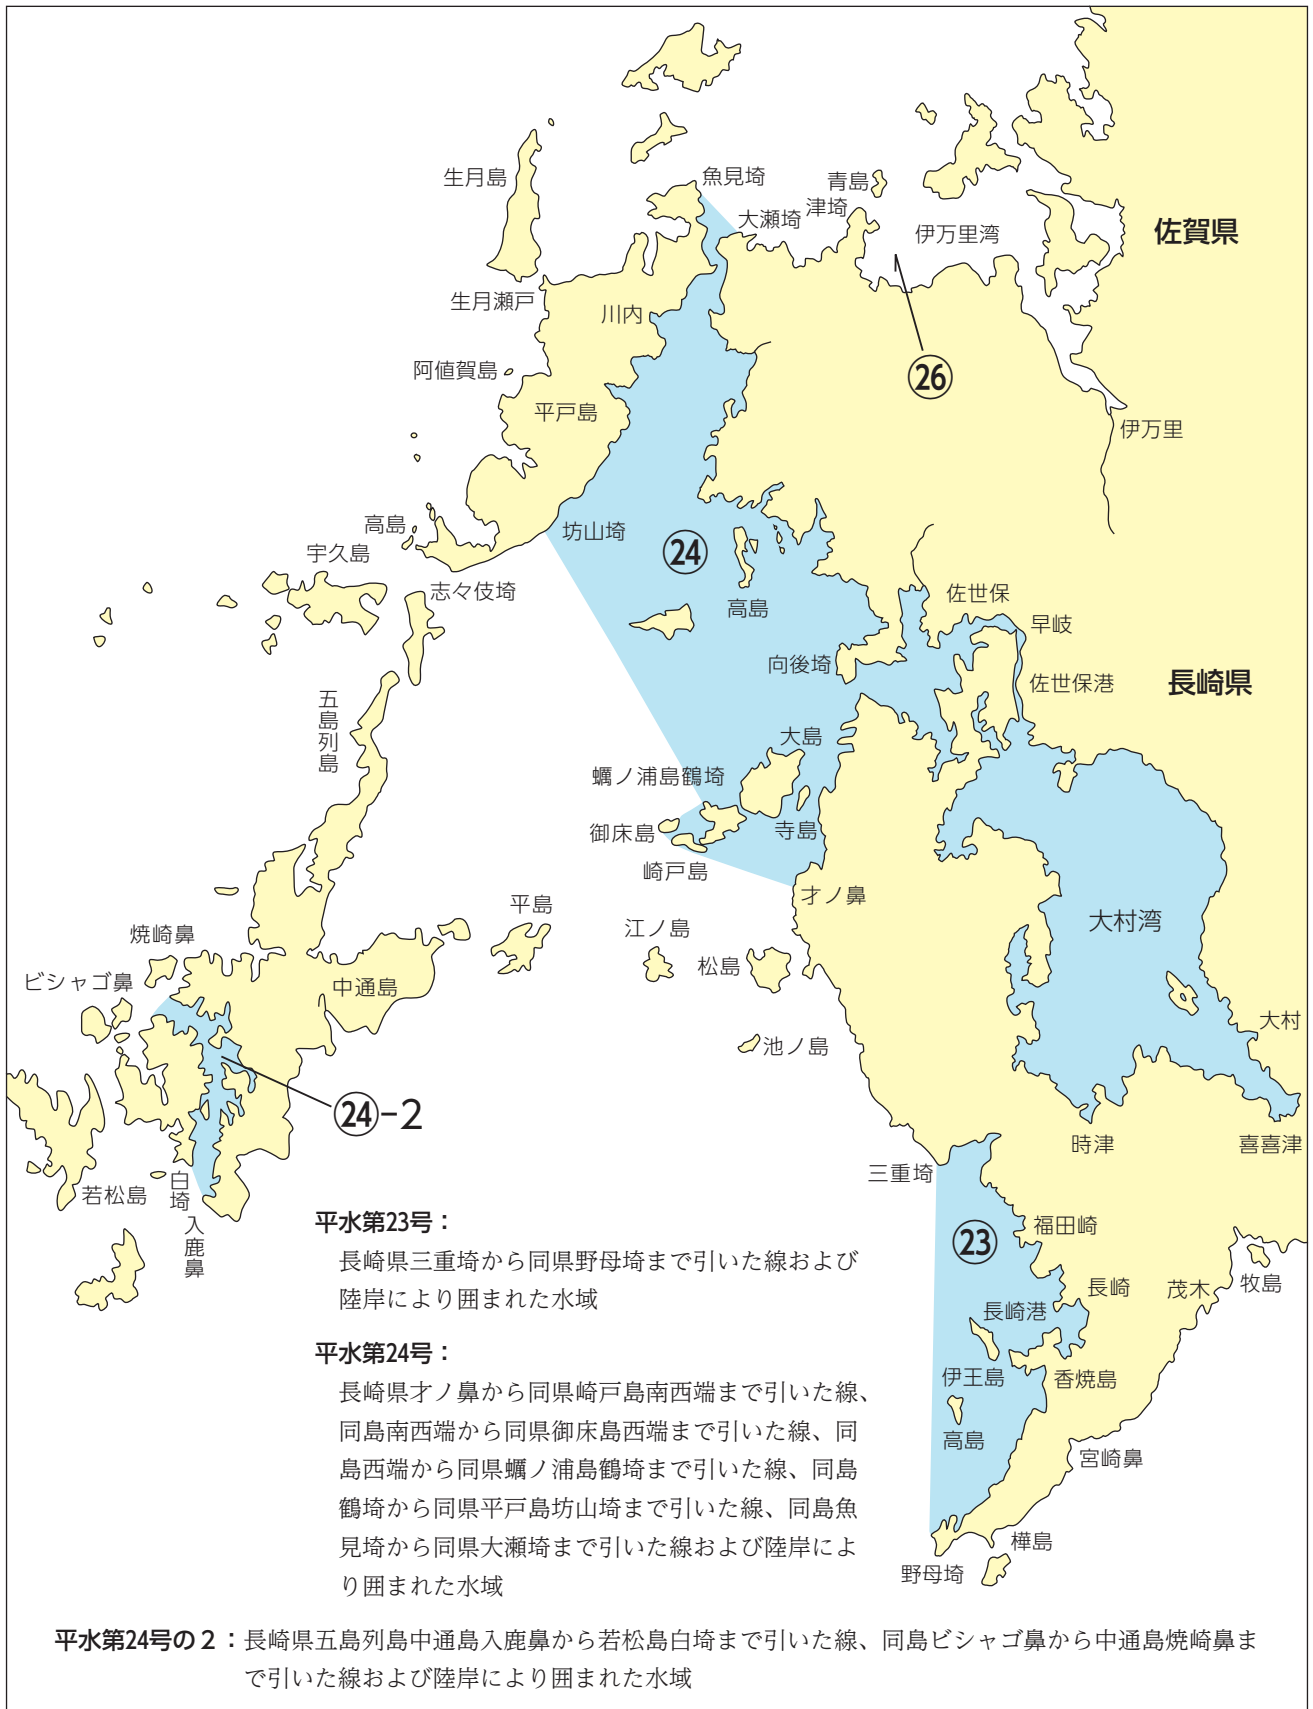 生月島
魚見埼
青島
大瀬埼
津埼
伊万里湾
佐賀県
生月瀬戸
川内
阿値賀島
㉖
平戸島
伊万里
高島
坊山埼
㉔
宇久島
志々伎埼
高島
佐世保
早岐
向後埼
佐世保港
長崎県
五島列島
大島
蠣ノ浦島鶴埼
御床島
寺島
崎戸島
才ノ鼻
平島
江ノ島
大村湾
焼崎鼻
松島
ビシャゴ鼻
中通島
大村
池ノ島
㉔-2
時津
喜喜津
三重埼
白埼
若松島
入鹿鼻
福田崎
㉓
長崎
茂木
牧島
長崎港
伊王島
香焼島
高島
宮崎鼻
樺島
野母埼
平水第23号：
長崎県三重埼から同県野母埼まで引いた線および
陸岸により囲まれた水域
平水第24号：
長崎県才ノ鼻から同県崎戸島南西端まで引いた線、
同島南西端から同県御床島西端まで引いた線、同
島西端から同県蠣ノ浦島鶴埼まで引いた線、同島
鶴埼から同県平戸島坊山埼まで引いた線、同島魚
見埼から同県大瀬埼まで引いた線および陸岸によ
り囲まれた水域
平水第24号の２：長崎県五島列島中通島入鹿鼻から若松島白埼まで引いた線、同島ビシャゴ鼻から中通島焼崎鼻ま
で引いた線および陸岸により囲まれた水域